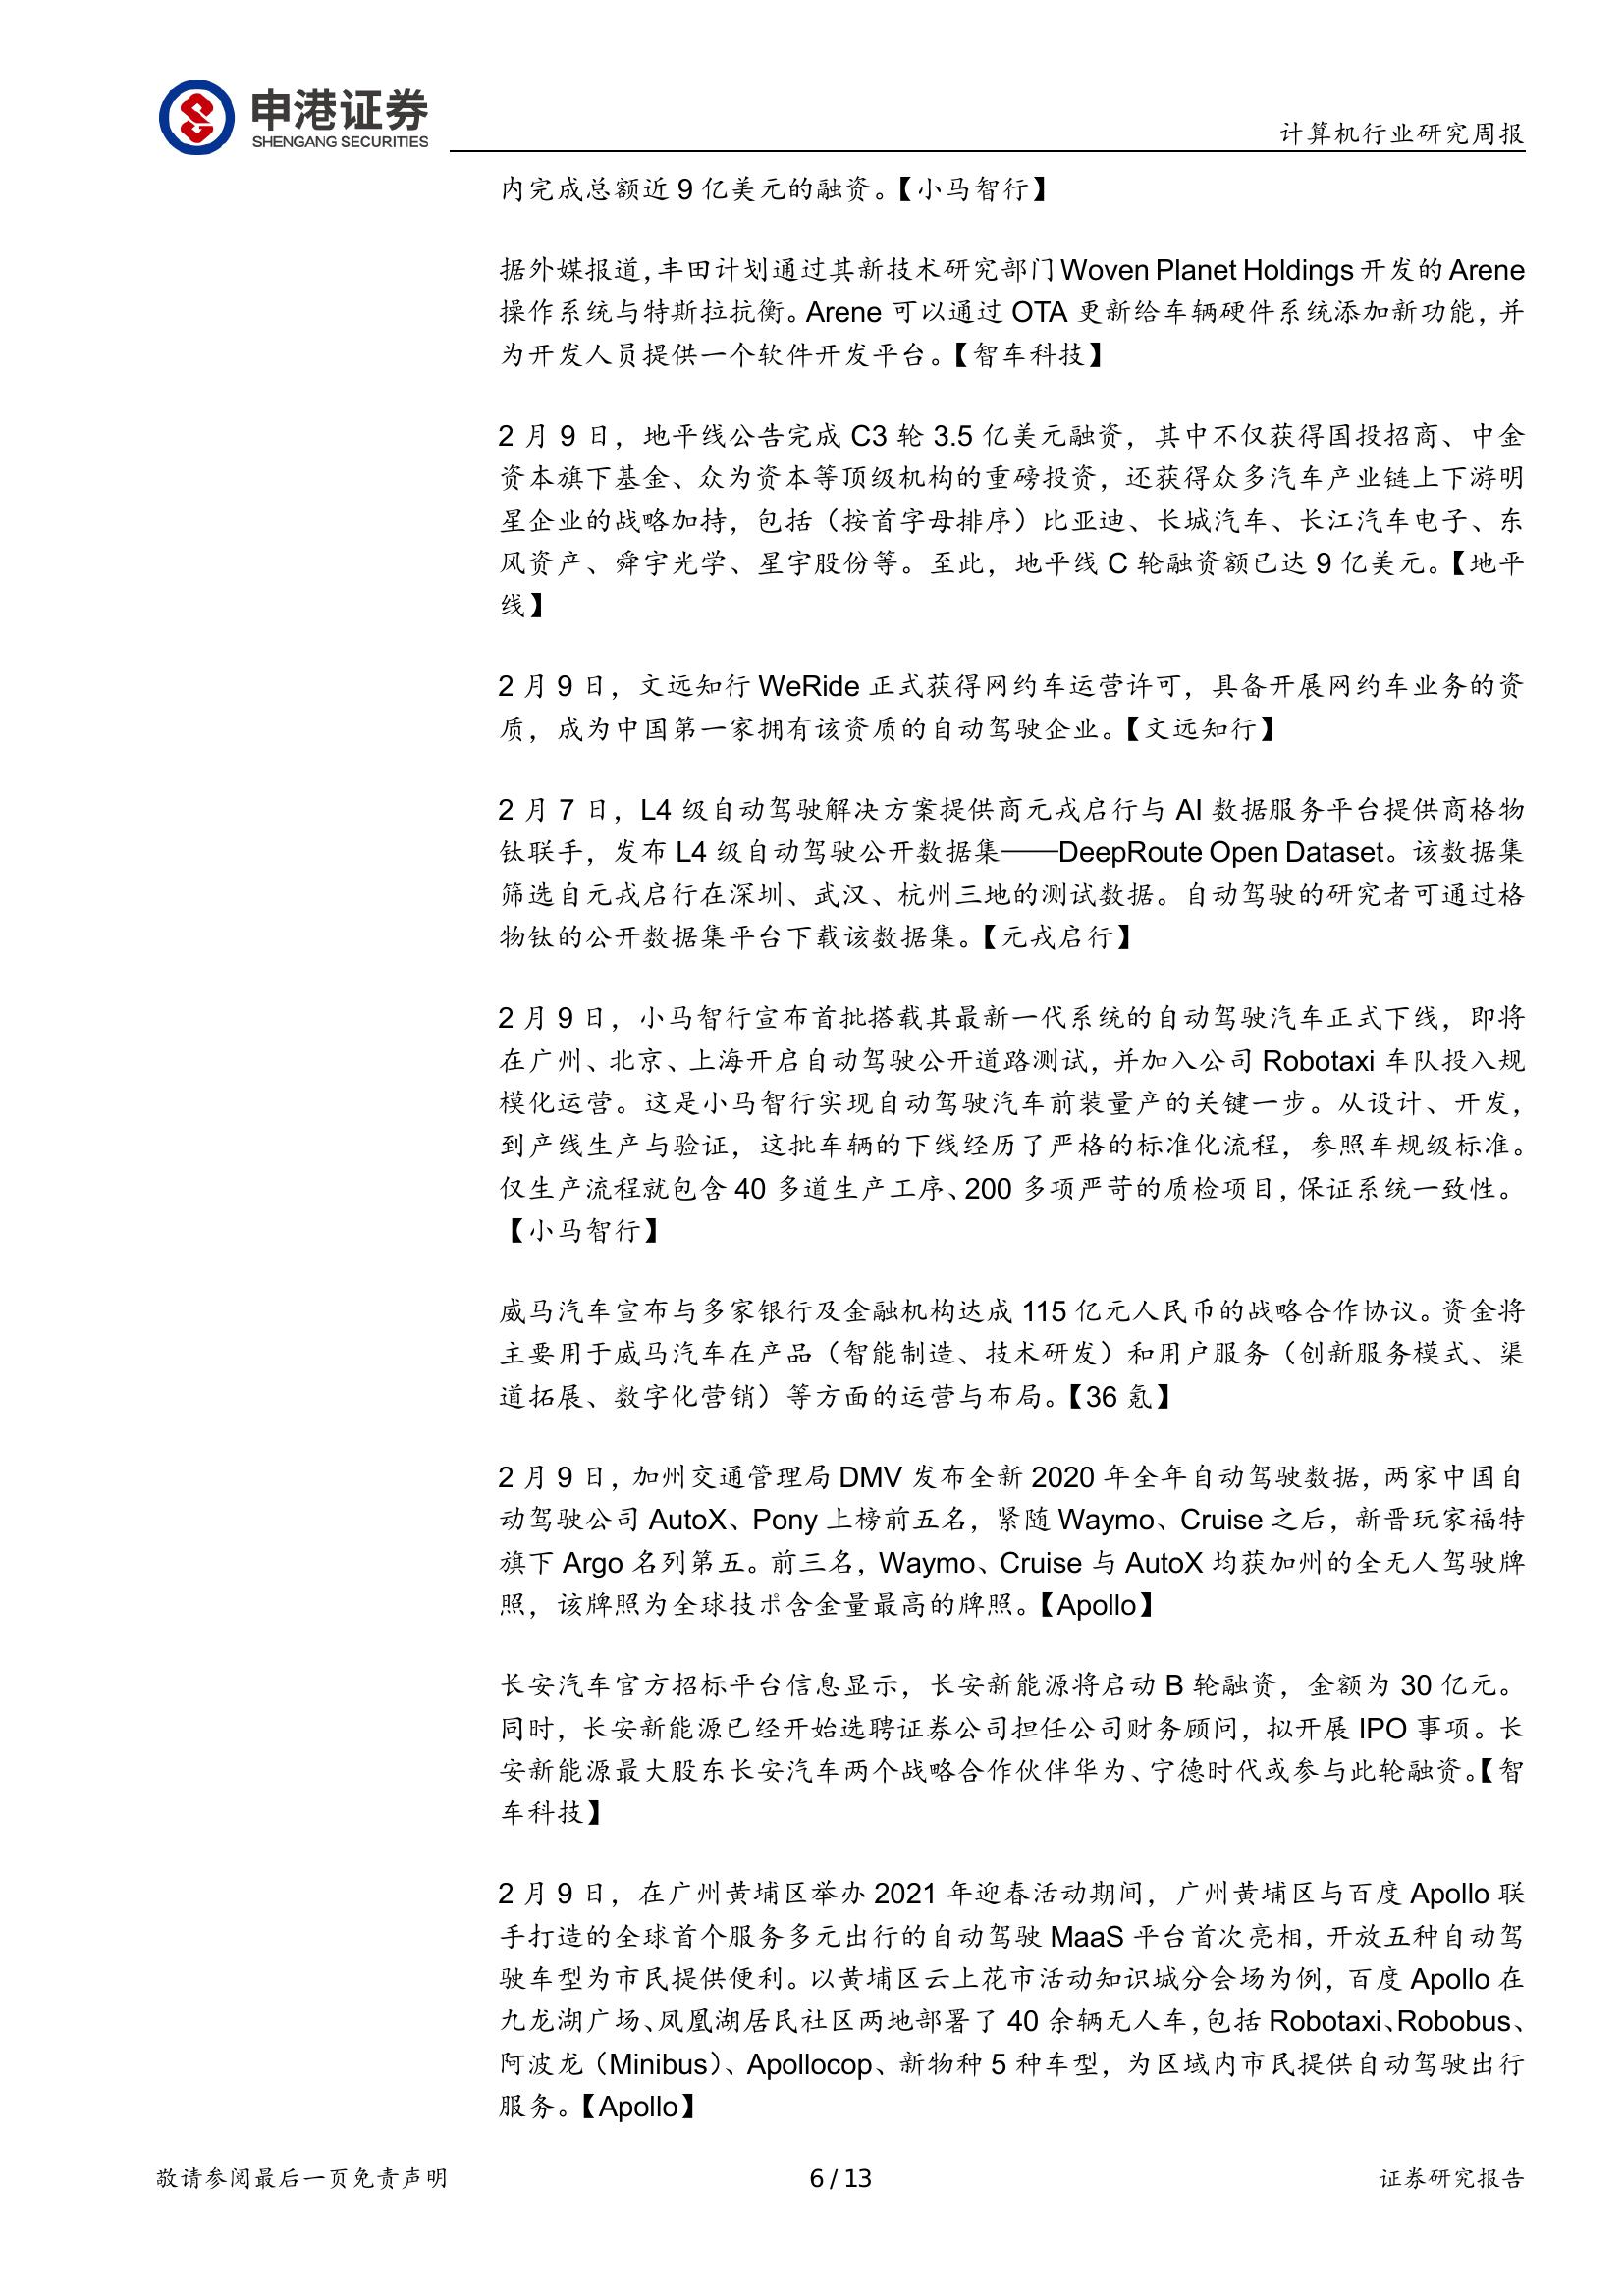 申港证券
SHENGANG SECURITIES
计算机行业研究周报
内完成总额近 9 亿美元的融资。【小马智行】
据外媒报道，丰田计划通过其新技术研究部门 Woven Planet Holdings 开发的 Arene
操作系统与特斯拉抗衡。Arene 可以通过 OTA 更新给车辆硬件系统添加新功能，并
为开发人员提供一个软件开发平台。【智车科技】
2 月 9 日，地平线公告完成 C3 轮 3.5 亿美元融资，其中不仅获得国投招商、中金
资本旗下基金、众为资本等顶级机构的重磅投资，还获得众多汽车产业链上下游明
星企业的战略加持，包括（按首字母排序）比亚迪、长城汽车、长江汽车电子、东
风资产、舜宇光学、星宇股份等。至此，地平线 C 轮融资额已达 9 亿美元。【地平
线】
2 月 9 日，文远知行 WeRide 正式获得网约车运营许可，具备开展网约车业务的资
质，成为中国第一家拥有该资质的自动驾驶企业。【文远知行】
2 月 7 日，L4 级自动驾驶解决方案提供商元戎启行与 AI 数据服务平台提供商格物
钛联手，发布 L4 级自动驾驶公开数据集——DeepRoute Open Dataset。该数据集
筛选自元戎启行在深圳、武汉、杭州三地的测试数据。自动驾驶的研究者可通过格
物钛的公开数据集平台下载该数据集。【元戎启行】
2 月 9 日，小马智行宣布首批搭载其最新一代系统的自动驾驶汽车正式下线，即将
在广州、北京、上海开启自动驾驶公开道路测试，并加入公司 Robotaxi 车队投入规
模化运营。这是小马智行实现自动驾驶汽车前装量产的关键一步。从设计、开发，
到产线生产与验证，这批车辆的下线经历了严格的标准化流程，参照车规级标准。
仅生产流程就包含 40 多道生产工序、200 多项严苛的质检项目，保证系统一致性。
【小马智行】
威马汽车宣布与多家银行及金融机构达成 115 亿元人民币的战略合作协议。资金将
主要用于威马汽车在产品（智能制造、技术研发）和用户服务（创新服务模式、渠
道拓展、数字化营销）等方面的运营与布局。【36 氪】
2 月 9 日，加州交通管理局 DMV 发布全新 2020 年全年自动驾驶数据，两家中国自
动驾驶公司 AutoX、Pony 上榜前五名，紧随 Waymo、Cruise 之后，新晋玩家福特
旗下 Argo 名列第五。前三名，Waymo、Cruise 与 AutoX 均获加州的全无人驾驶牌
照，该牌照为全球技术含金量最高的牌照。【Apollo】
长安汽车官方招标平台信息显示，长安新能源将启动 B 轮融资，金额为 30 亿元。
同时，长安新能源已经开始选聘证券公司担任公司财务顾问，拟开展 IPO 事项。长
安新能源最大股东长安汽车两个战略合作伙伴华为、宁德时代或参与此轮融资。【智
车科技】
2 月 9 日，在广州黄埔区举办 2021 年迎春活动期间，广州黄埔区与百度 Apollo 联
手打造的全球首个服务多元出行的自动驾驶 MaaS 平台首次亮相，开放五种自动驾
驶车型为市民提供便利。以黄埔区云上花市活动知识城分会场为例，百度 Apollo 在
九龙湖广场、凤凰湖居民社区两地部署了 40 余辆无人车，包括 Robotaxi、Robobus、
阿波龙（Minibus）、Apollocop、新物种 5 种车型，为区域内市民提供自动驾驶出行
服务。【Apollo】
敬请参阅最后一页免责声明
6 / 13
证券研究报告